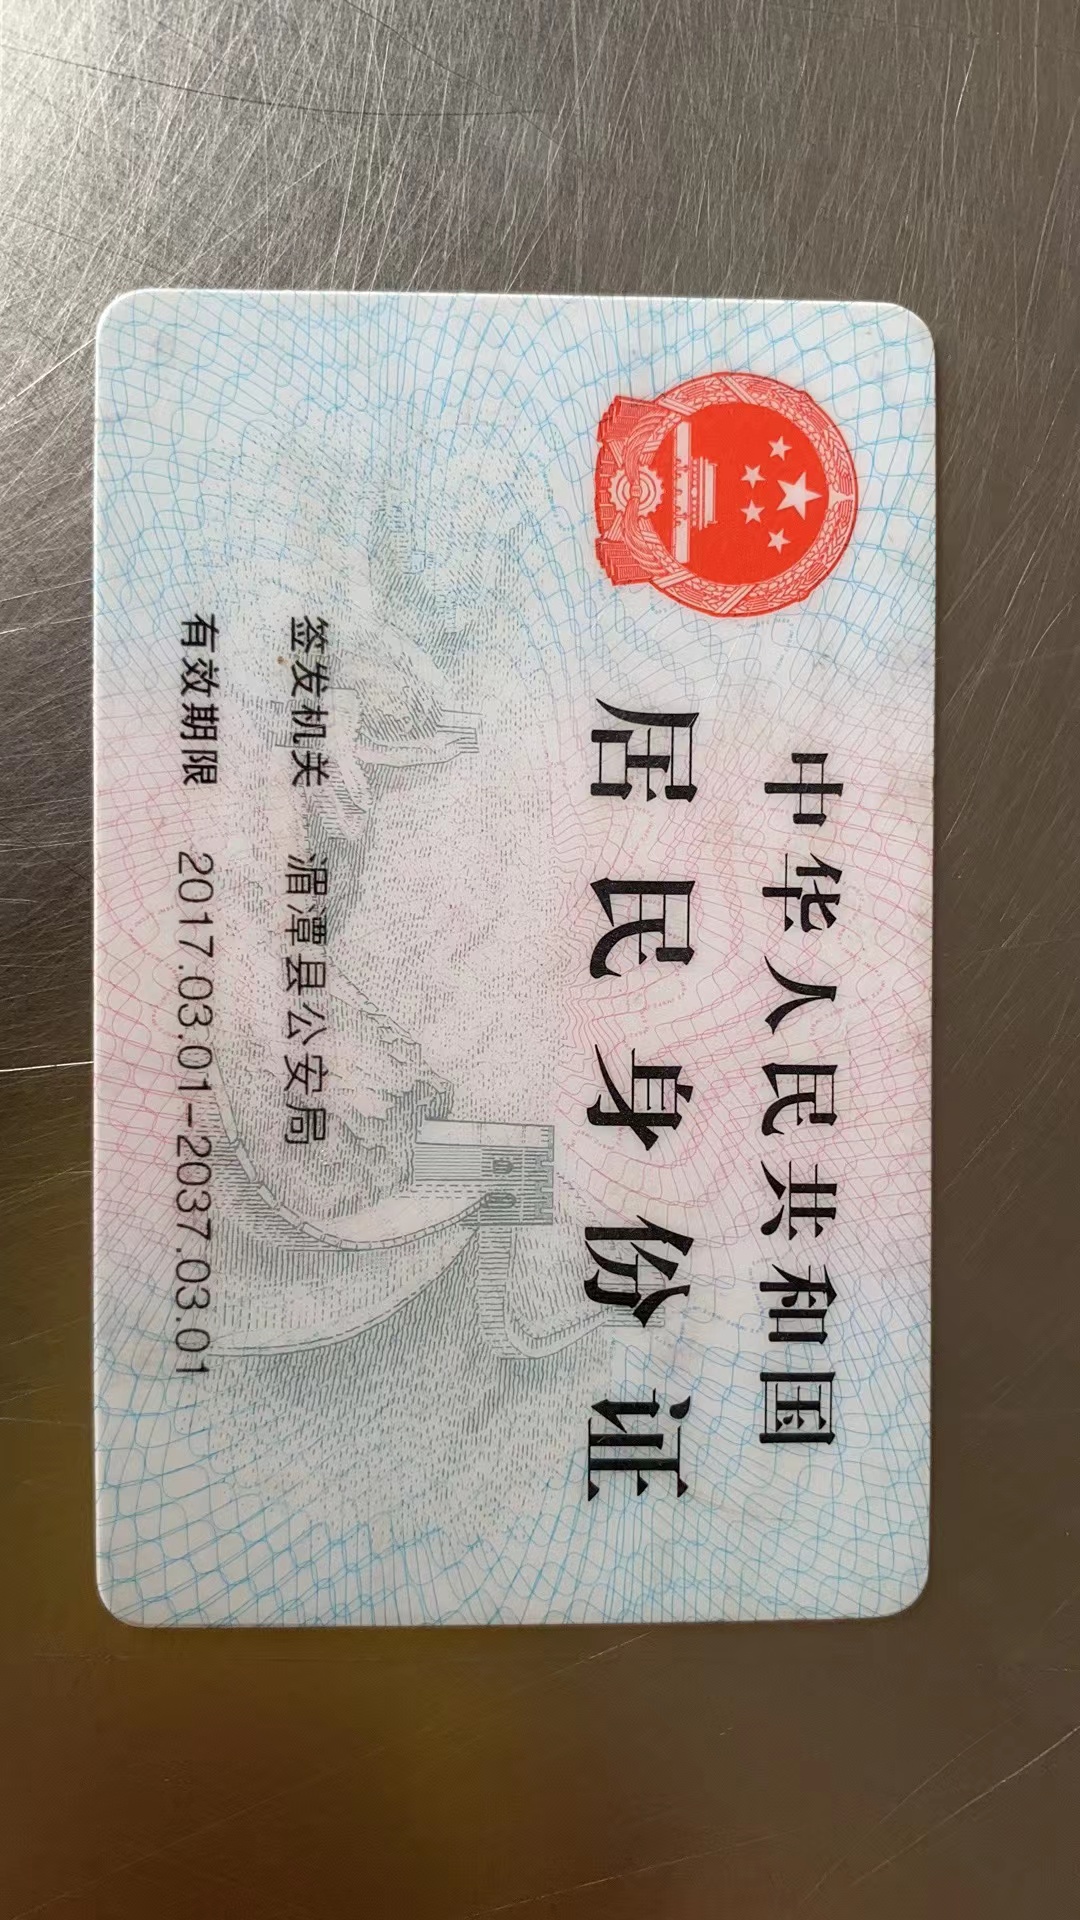 中华人民共和国
居民身份证
签发机关 湄潭县公安局
有效期限 2017.03.01-2037.03.01